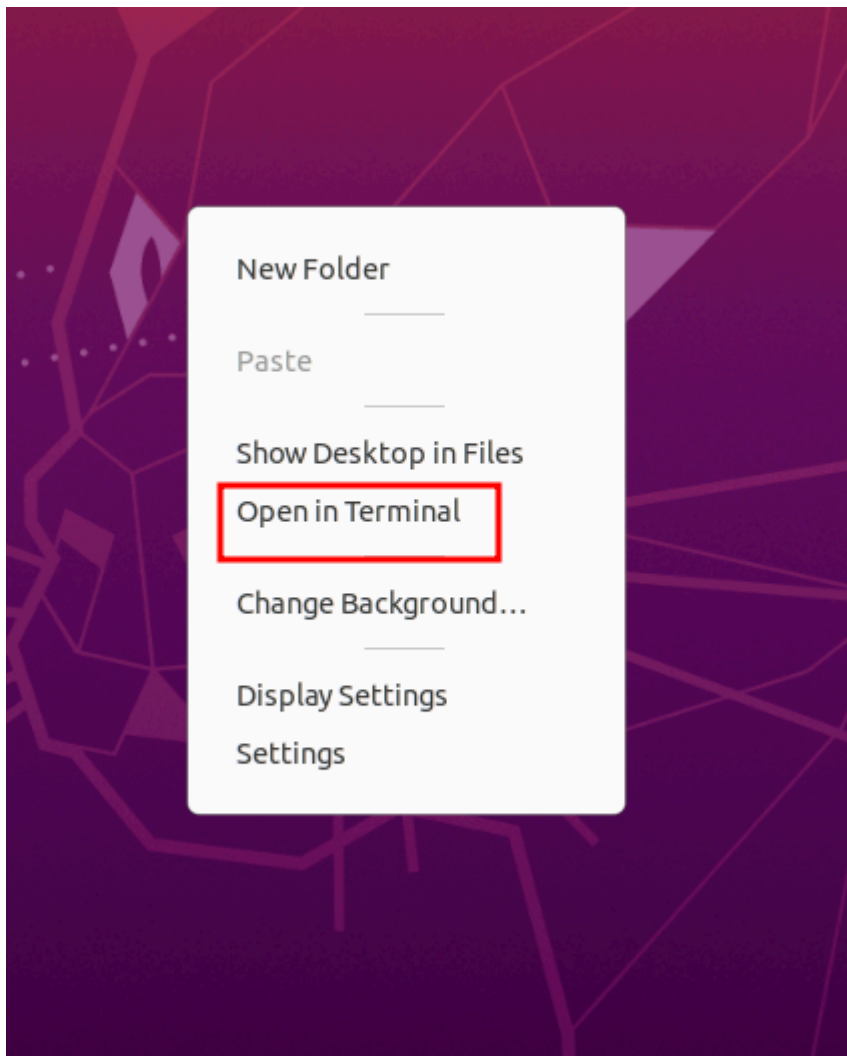 New Folder
Paste
Show Desktop in Files
Open in Terminal
Change Background...
Display Settings
Settings